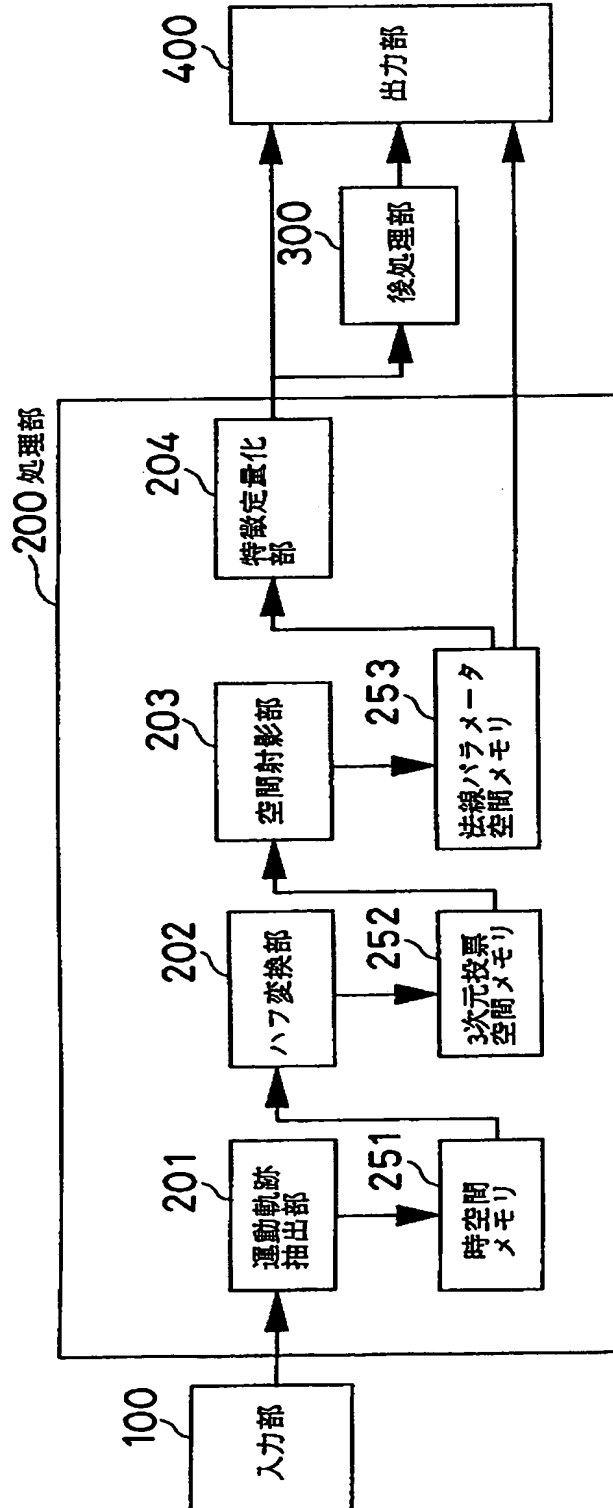 100
入力部
200 処理部
201
運動軌跡
抽出部
251
時空間
メモリ
202
ハフ変換部
252
3次元投票
空間メモリ
203
空間射影部
253
法線パラメータ
空間メモリ
204
特徴定量化
部
300
後処理部
400
出力部